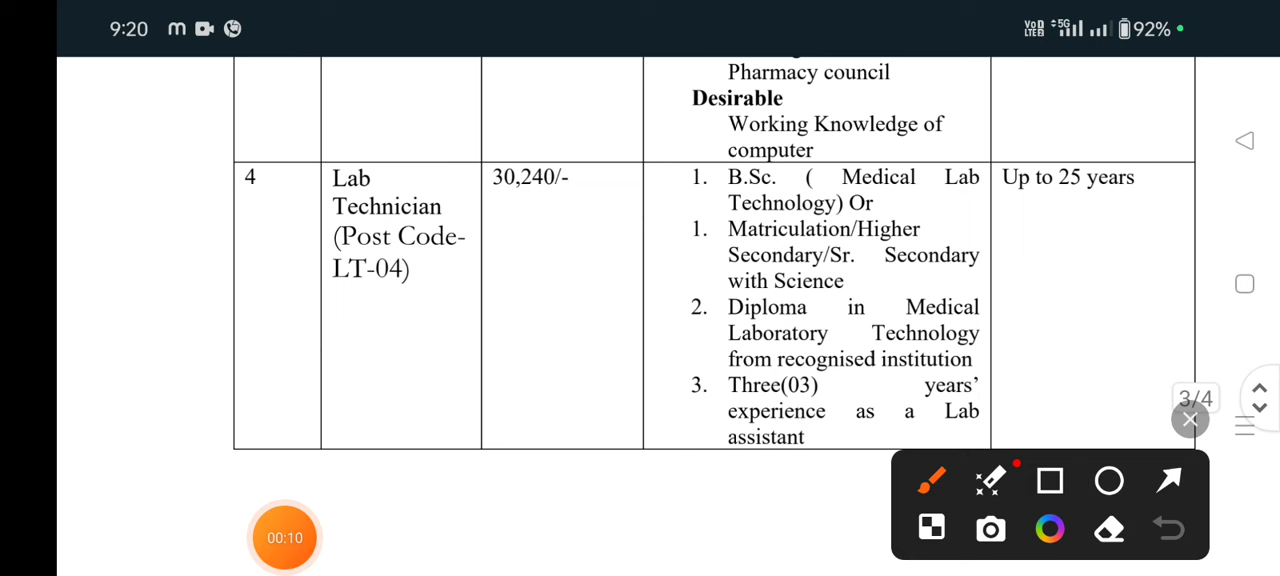 9:20
VoD 5G 92%
LTE2
Pharmacy council
Desirable
Working Knowledge of
computer
4
Lab
Technician
(Post Code-
LT-04)
30,240/-
1. B.Sc. ( Medical Lab
Technology) Or
1. Matriculation/Higher
Secondary/Sr. Secondary
with Science
2. Diploma in Medical
Laboratory Technology
from recognised institution
3. Three(03) years’
experience as a Lab
assistant
Up to 25 years
3/4
00:10